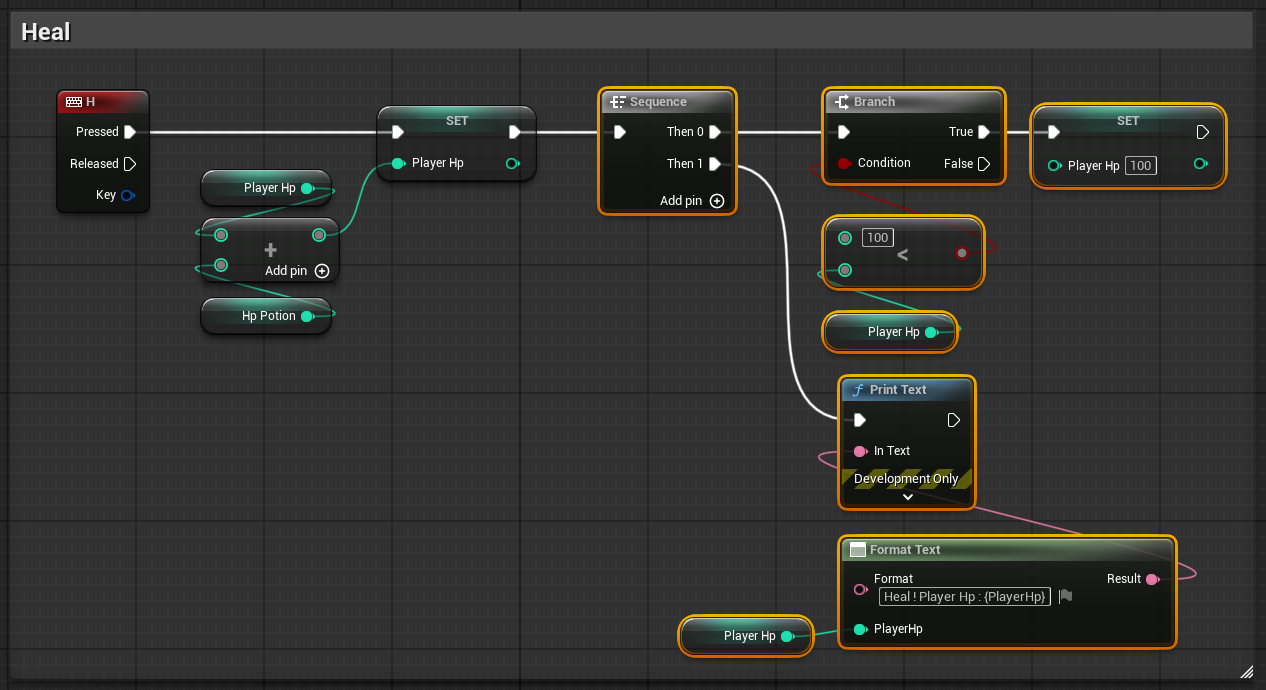 Heal
H
Pressed
Released
Key
Player Hp
+
Add pin
Hp Potion
SET
Player Hp
Sequence
Then 0
Then 1
Add pin
Branch
True
Condition
False
SET
Player Hp 100
100
<
Player Hp
f Print Text
In Text
Development Only
Format Text
Format
Result
Heal ! Player Hp : {PlayerHp}
Player Hp
PlayerHp